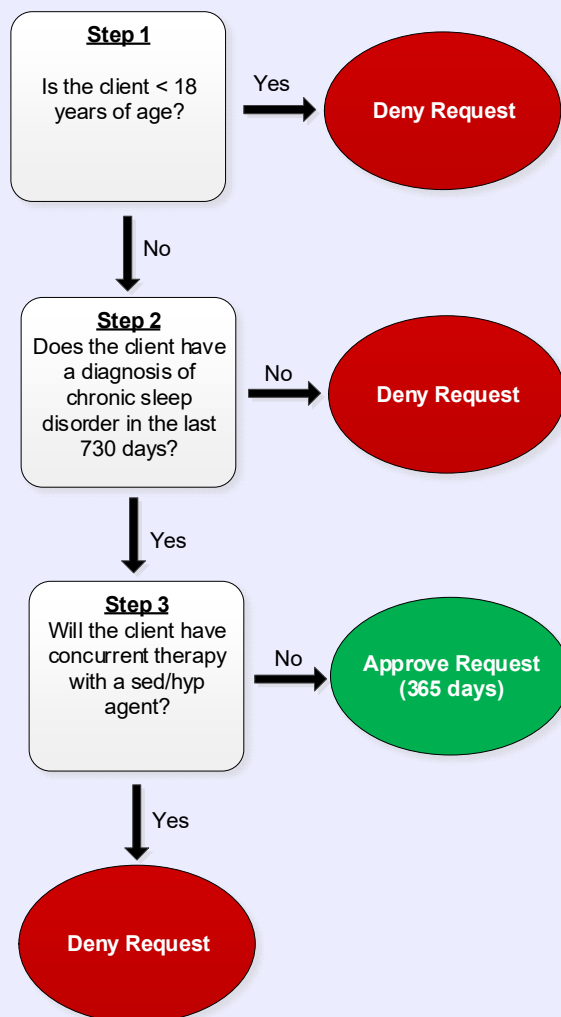 Step 1
Is the client < 18
years of age?
Yes
Deny Request
No
Step 2
Does the client have
a diagnosis of
chronic sleep
disorder in the last
730 days?
No
Deny Request
Yes
Step 3
Will the client have
concurrent therapy
with a sed/hyp
agent?
No
Approve Request
(365 days)
Yes
Deny Request